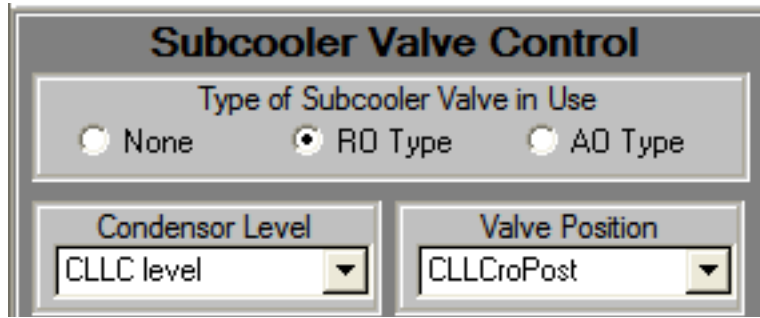 Subcooler Valve Control
Type of Subcooler Valve in Use
None RO Type AO Type
Condensor Level Valve Position
CLLC level CLLCroPost